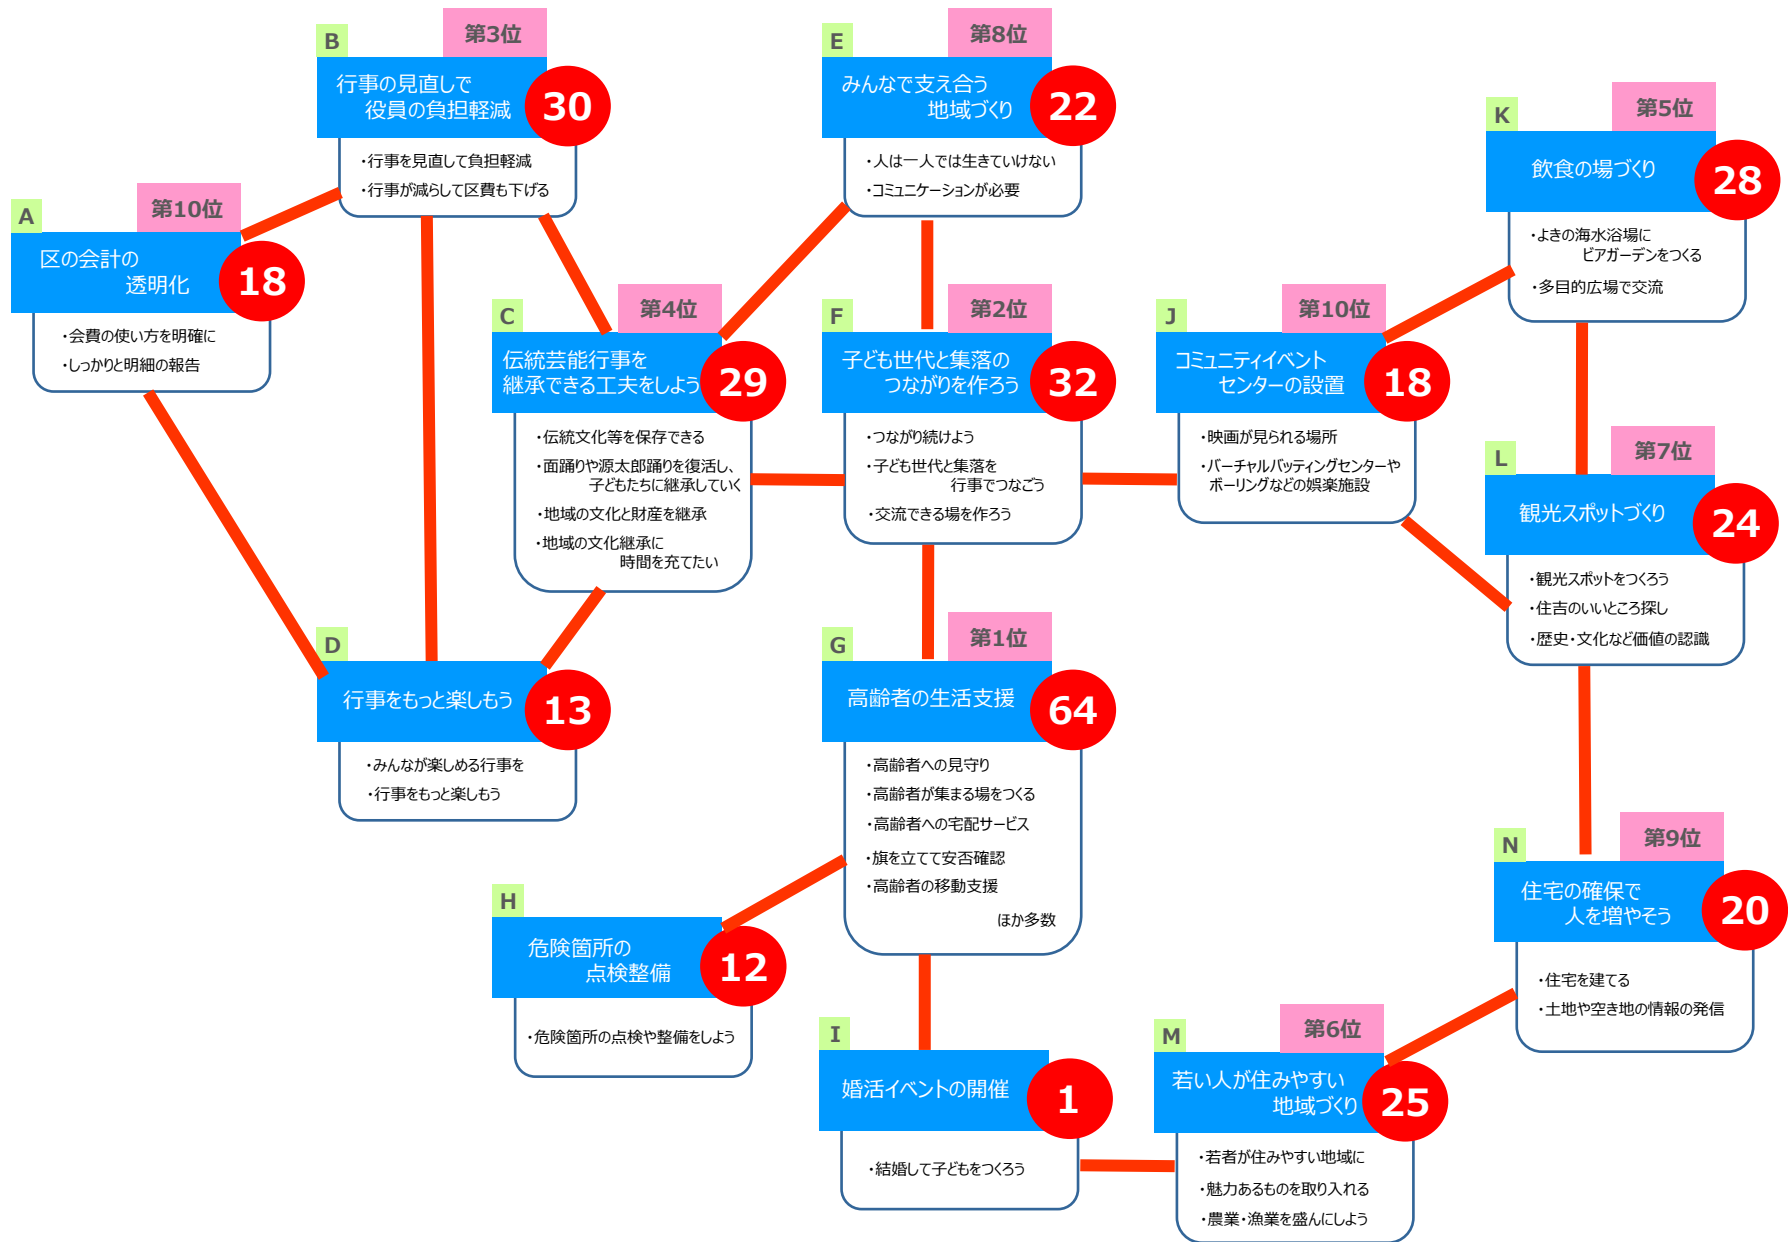 A
第10位
区の会計の
透明化
18
・会費の使い方を明確に
・しっかりと明細の報告
B
第3位
行事の見直しで
役員の負担軽減
30
・行事を見直して負担軽減
・行事が減らして区費も下げる
C
第4位
伝統芸能行事を
継承できる工夫をしよう
29
・伝統文化等を保存できる
・面踊りや源太郎踊りを復活し、
子どもたちに継承していく
・地域の文化と財産を継承
・地域の文化継承に
時間を充てたい
D
行事をもっと楽しもう
13
・みんなが楽しめる行事を
・行事をもっと楽しもう
E
第8位
みんなで支え合う
地域づくり
22
・人は一人では生きていけない
・コミュニケーションが必要
F
第2位
子ども世代と集落の
つながりを作ろう
32
・つながり続けよう
・子ども世代と集落を
行事でつなごう
・交流できる場を作ろう
G
第1位
高齢者の生活支援
64
・高齢者への見守り
・高齢者が集まる場をつくる
・高齢者への宅配サービス
・旗を立てて安否確認
・高齢者の移動支援
ほか多数
H
危険箇所の
点検整備
12
・危険箇所の点検や整備をしよう
I
婚活イベントの開催
1
・結婚して子どもをつくろう
J
第10位
コミュニティイベント
センターの設置
18
・映画が見られる場所
・バーチャルバッティングセンターや
ボーリングなどの娯楽施設
K
第5位
飲食の場づくり
28
・よきの海水浴場に
ビアガーデンをつくる
・多目的広場で交流
L
第7位
観光スポットづくり
24
・観光スポットをつくろう
・住吉のいいところ探し
・歴史・文化など価値の認識
M
第6位
若い人が住みやすい
地域づくり
25
・若者が住みやすい地域に
・魅力あるものを取り入れる
・農業・漁業を盛んにしよう
N
第9位
住宅の確保で
人を増やそう
20
・住宅を建てる
・土地や空き地の情報の発信